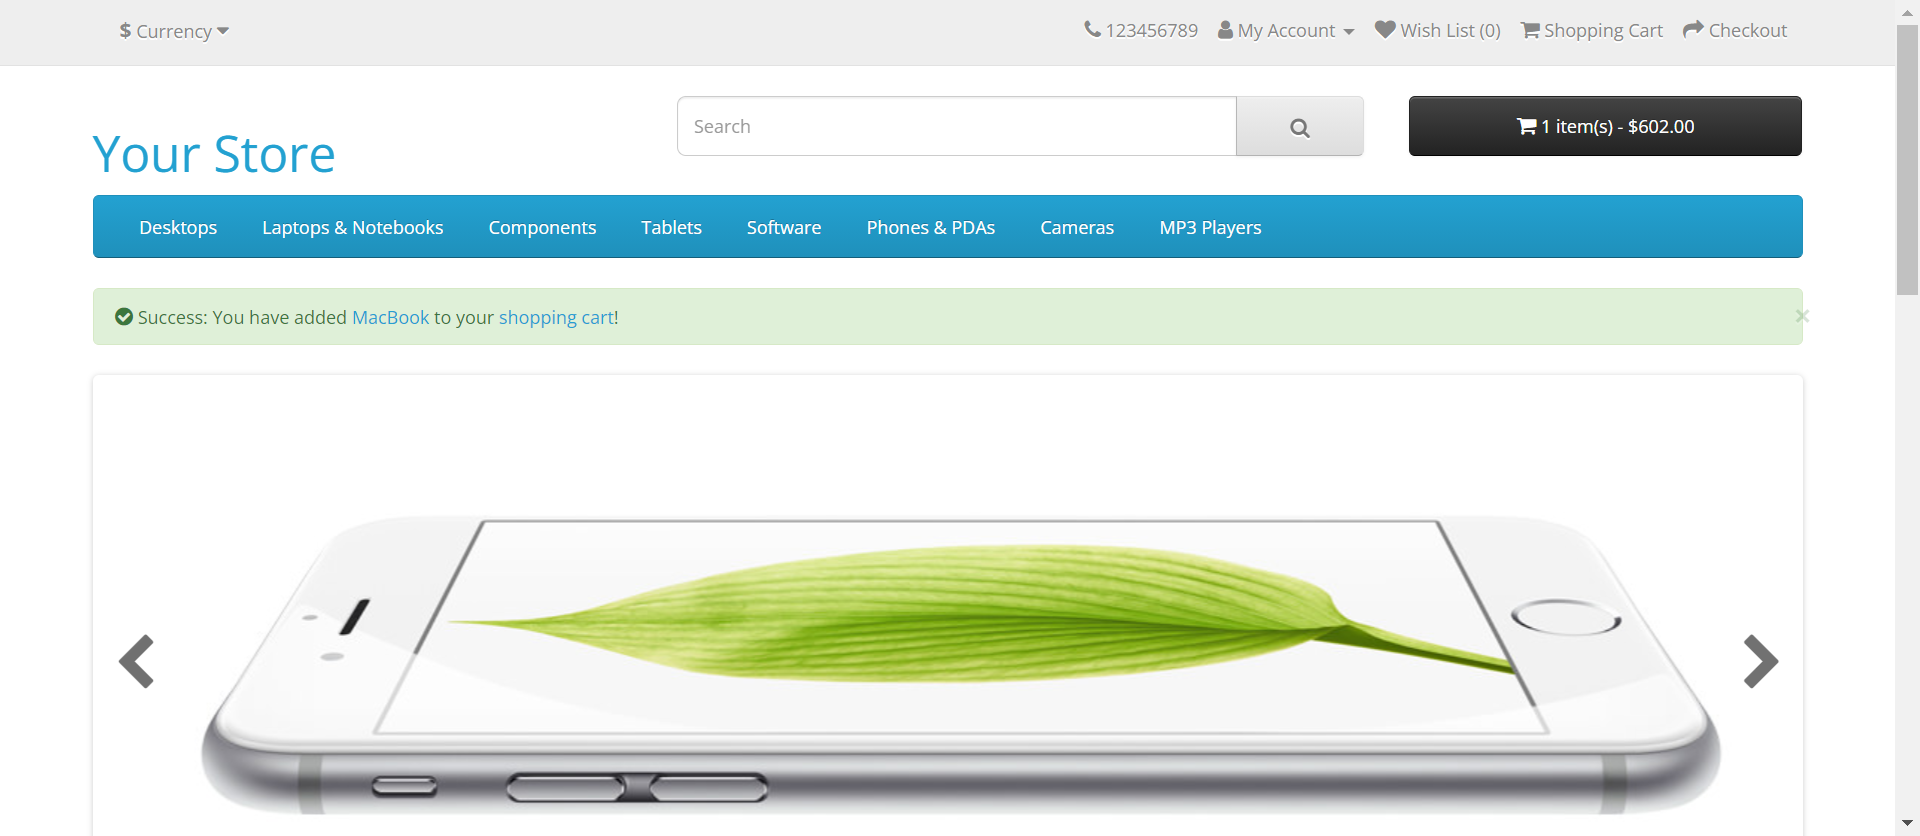 $ Currency
123456789 My Account Wish List (0) Shopping Cart Checkout
Search
1 item(s) - $602.00
Your Store
Desktops Laptops & Notebooks Components Tablets Software Phones & PDAs Cameras MP3 Players
Success: You have added MacBook to your shopping cart!
×